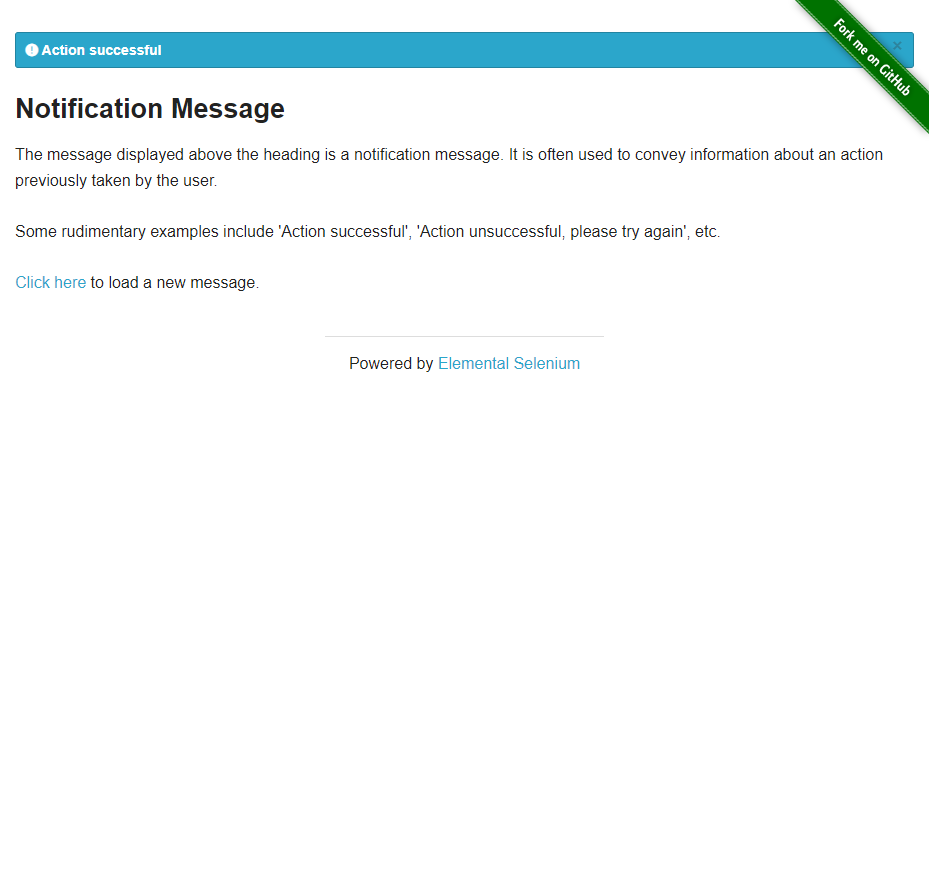 Action successful
×
Fork me on GitHub
Notification Message
The message displayed above the heading is a notification message. It is often used to convey information about an action
previously taken by the user.
Some rudimentary examples include 'Action successful', 'Action unsuccessful, please try again', etc.
Click here to load a new message.
Powered by Elemental Selenium